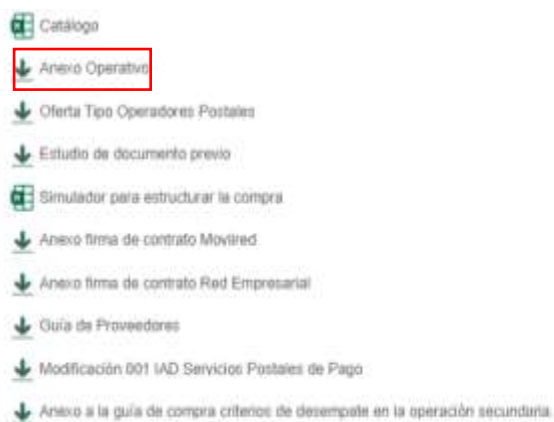 Catálogo
Anexo Operativo
Oferta Tipo Operadores Postales
Estudio de documento previo
Simulador para estructurar la compra
Anexo firma de contrato Moviired
Anexo firma de contrato Red Empresarial
Guía de Proveedores
Modificación 001 IAD Servicios Postales de Pago
Anexo a la guía de compra criterios de desempate en la operación secundaria.